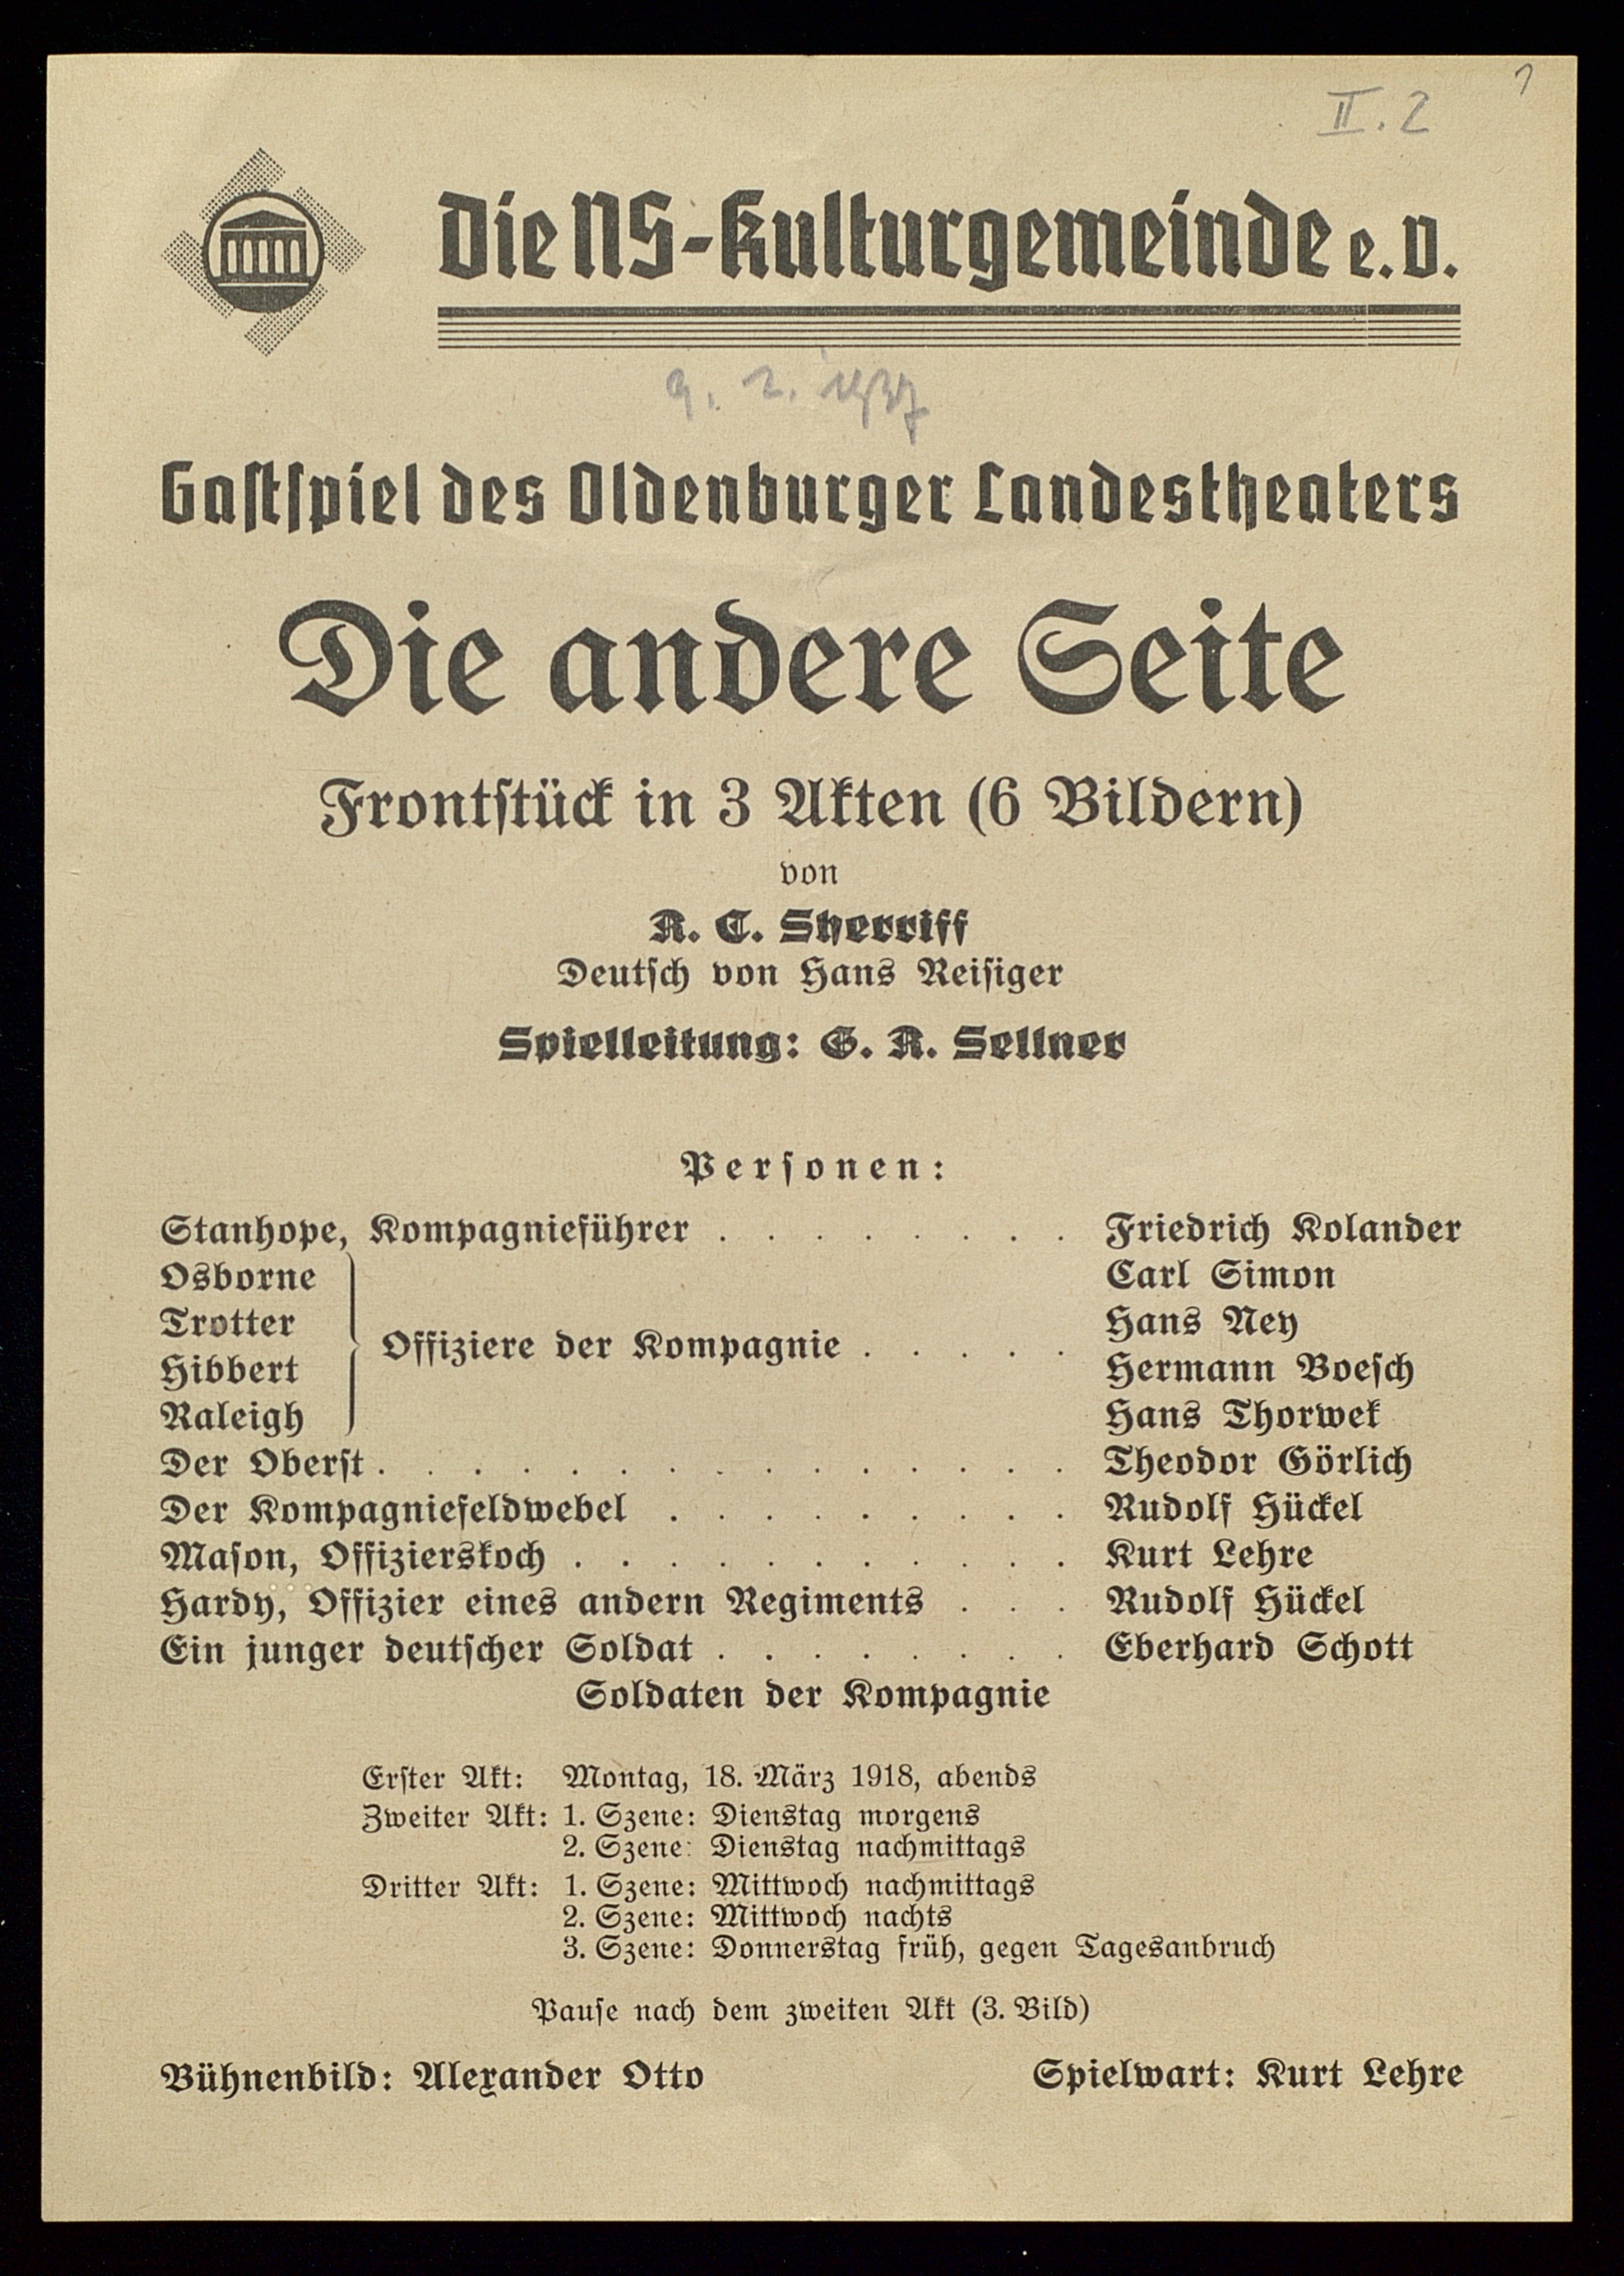 II. 2
Die NS-Kulturgemeinde e.V.
9. 2. 1937
Gastspiel des Oldenburger Landestheaters
Die andere Seite
Frontstück in 3 Akten (6 Bildern)
von
R. C. Sherriff
Deutsch von Hans Reisiger
Spielleitung: G. R. Sellner
Personen:
Stanhope, Kompagnieführer . . . . . . . . Friedrich Kolander
Osborne Carl Simon
Trotter Hans Ney
Offiziere der Kompagnie . . . . .
Hibbert Hermann Boesch
Raleigh Hans Thorwek
Der Oberst . . . . . . . . . . . . . . . Theodor Görlich
Der Kompagniefeldwebel . . . . . . . . . Rudolf Hückel
Mason, Offizierskoch . . . . . . . . . . . Kurt Lehre
Hardy, Offizier eines andern Regiments . . . Rudolf Hückel
Ein junger deutscher Soldat . . . . . . . . Eberhard Schott
Soldaten der Kompagnie
Erster Akt: Montag, 18. März 1918, abends
Zweiter Akt: 1. Szene: Dienstag morgens
2. Szene: Dienstag nachmittags
Dritter Akt: 1. Szene: Mittwoch nachmittags
2. Szene: Mittwoch nachts
3. Szene: Donnerstag früh, gegen Tagesanbruch
Pause nach dem zweiten Akt (3. Bild)
Bühnenbild: Alexander Otto Spielwart: Kurt Lehre